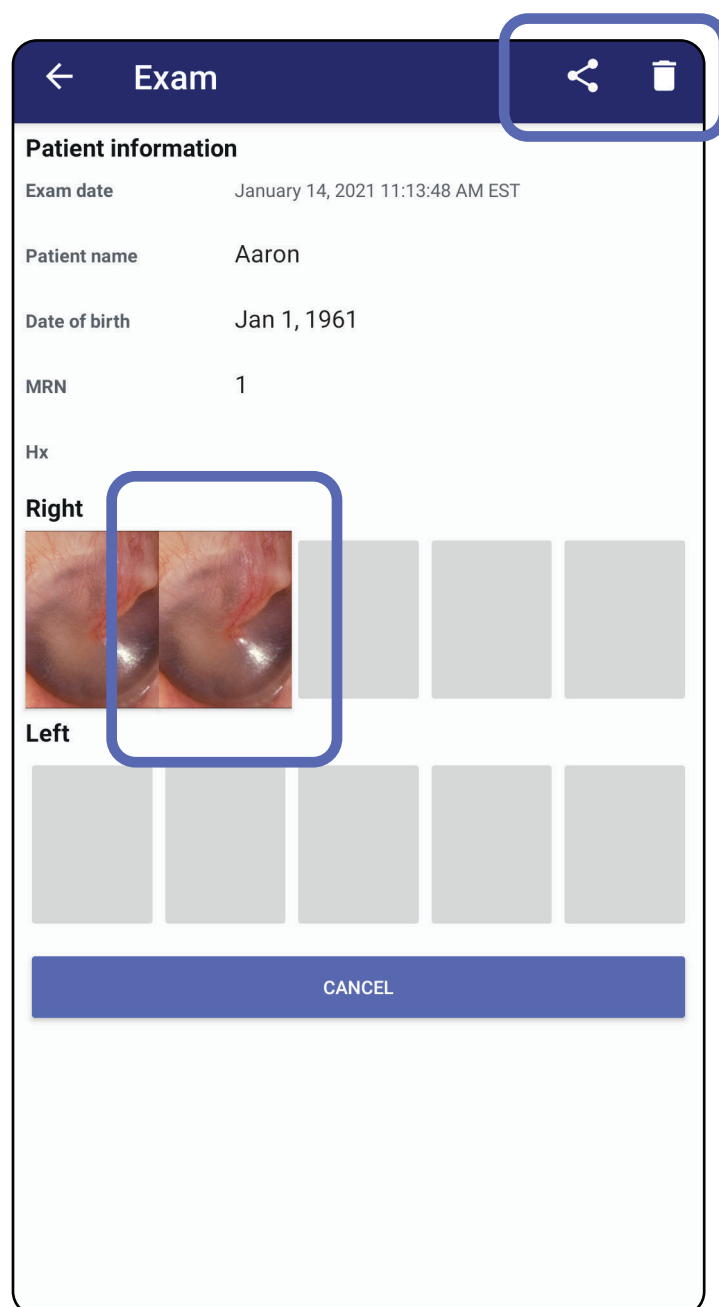 Exam
Patient information
Exam date January 14, 2021 11:13:48 AM EST
Patient name Aaron
Date of birth Jan 1, 1961
MRN 1
Hx
Right
Left
CANCEL